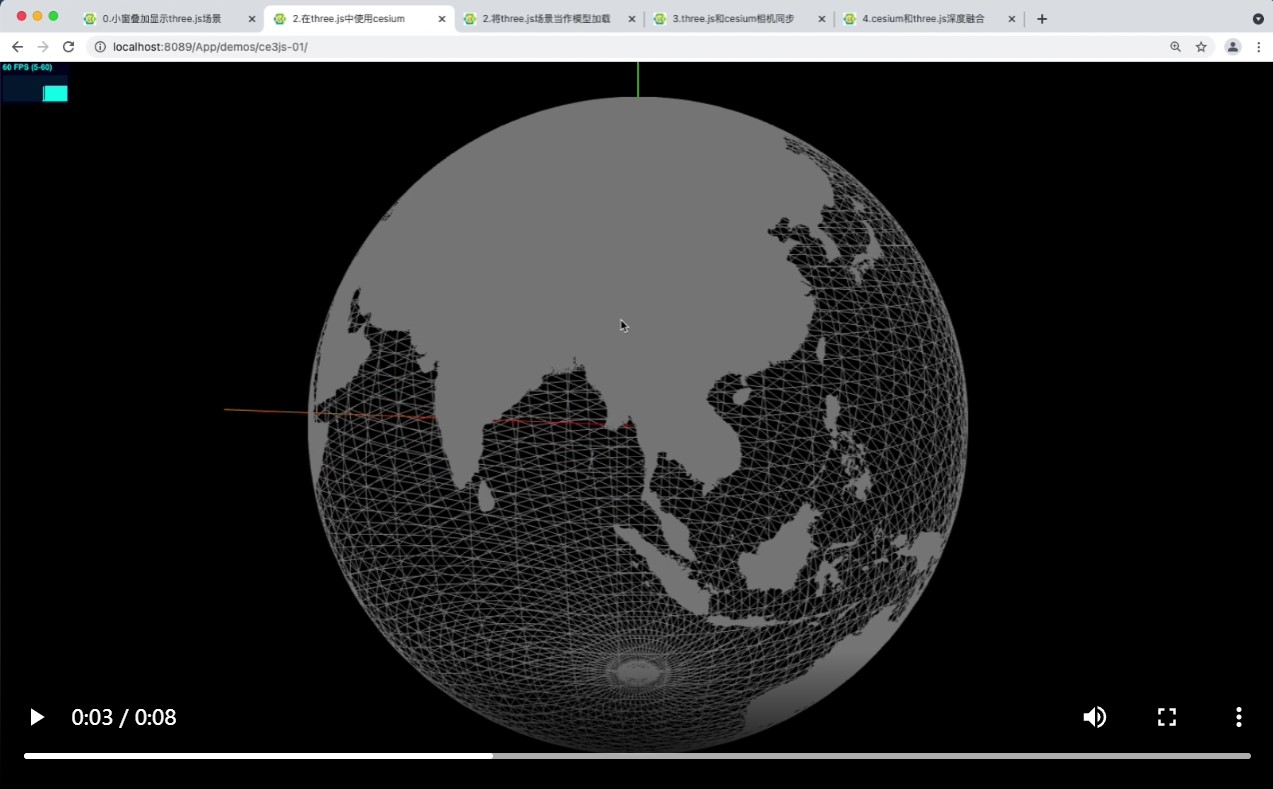 0.小窗叠加显示three.js场景
2.在three.js中使用cesium
2.将three.js场景当作模型加载
3.three.js和cesium相机同步
4.cesium和three.js深度融合
localhost:8089/App/demos/ce3js-01/
60 FPS (5-60)
0:03 / 0:08